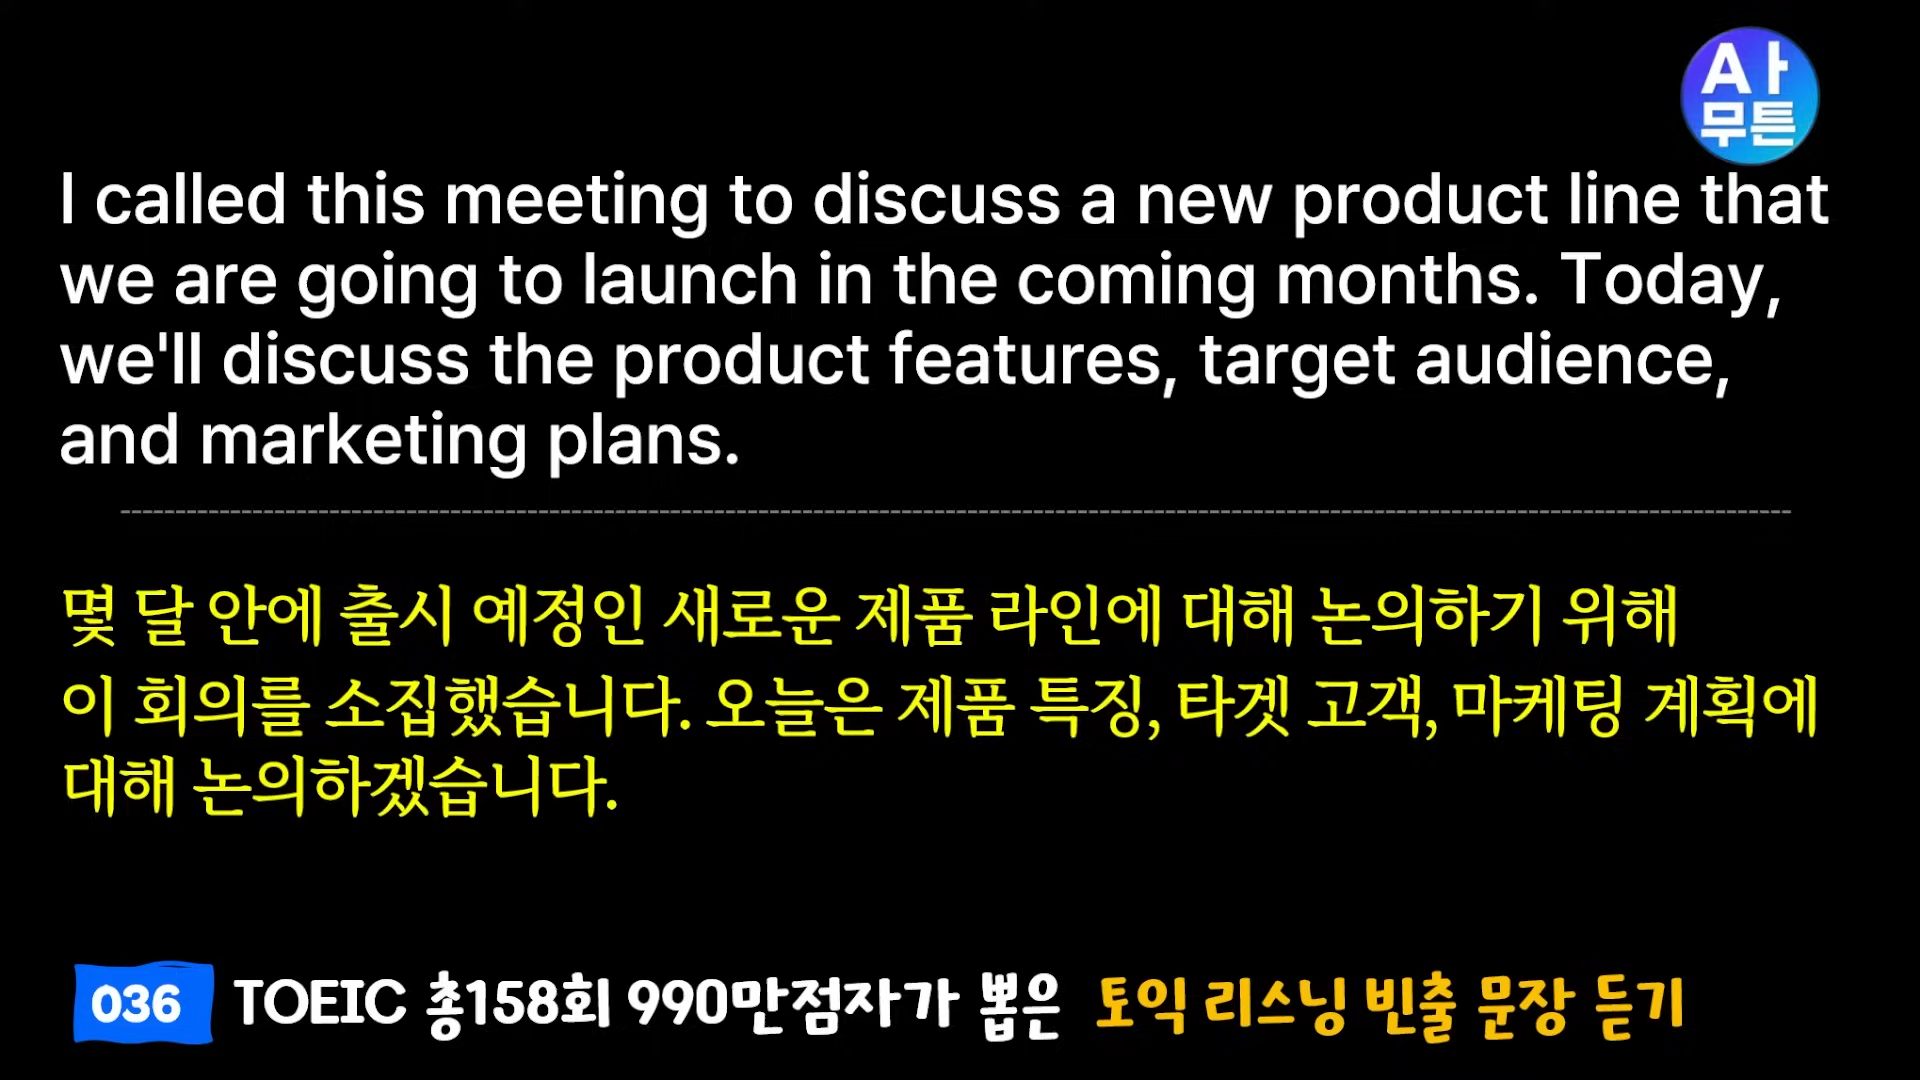 A사
무튼
I called this meeting to discuss a new product line that
we are going to launch in the coming months. Today,
we'll discuss the product features, target audience,
and marketing plans.
몇 달 안에 출시 예정인 새로운 제품 라인에 대해 논의하기 위해
이 회의를 소집했습니다. 오늘은 제품 특징, 타겟 고객, 마케팅 계획에
대해 논의하겠습니다.
036 TOEIC 총158회 990만점자가 뽑은 토익 리스닝 빈출 문장 듣기